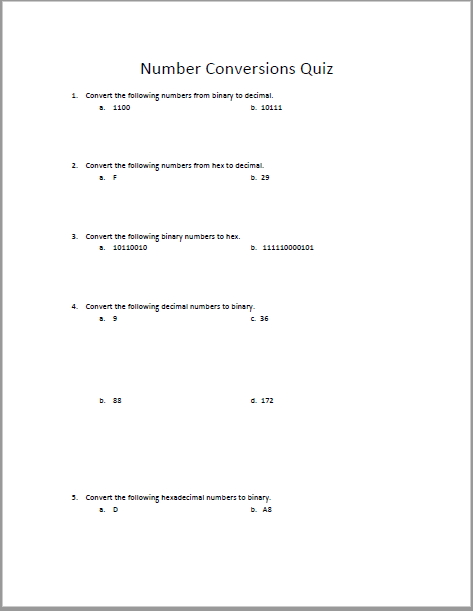 Number Conversions Quiz
1. Convert the following numbers from binary to decimal.
a. 1100 b. 10111
2. Convert the following numbers from hex to decimal.
a. F b. 29
3. Convert the following binary numbers to hex.
a. 10110010 b. 111110000101
4. Convert the following decimal numbers to binary.
a. 9 c. 36
b. 88 d. 172
5. Convert the following hexadecimal numbers to binary.
a. D b. A8